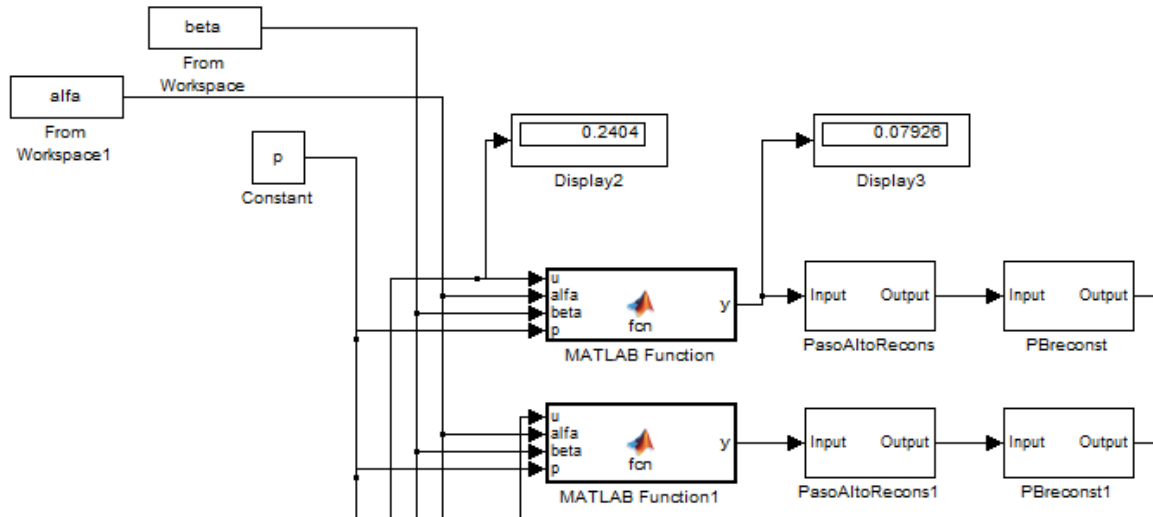 beta
From
Workspace
alfa
From
Workspace1
p
Constant
0.2404
Display2
0.07926
Display3
u
alfa
beta
p
fcn
y
MATLAB Function
Input Output
PasoAltoRecons
Input Output
PBreconst
u
alfa
beta
p
fcn
y
MATLAB Function1
Input Output
PasoAltoRecons1
Input Output
PBreconst1